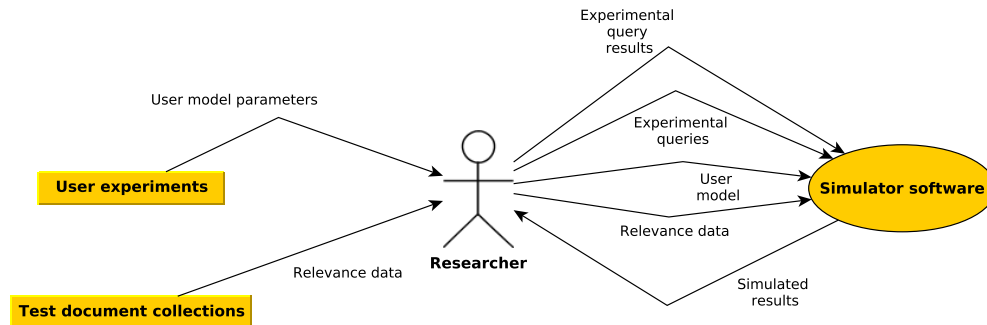 Experimental
query
results
User model parameters
Experimental
queries
User experiments
User
model
Simulator software
Relevance data
Researcher
Relevance data
Simulated
results
Test document collections